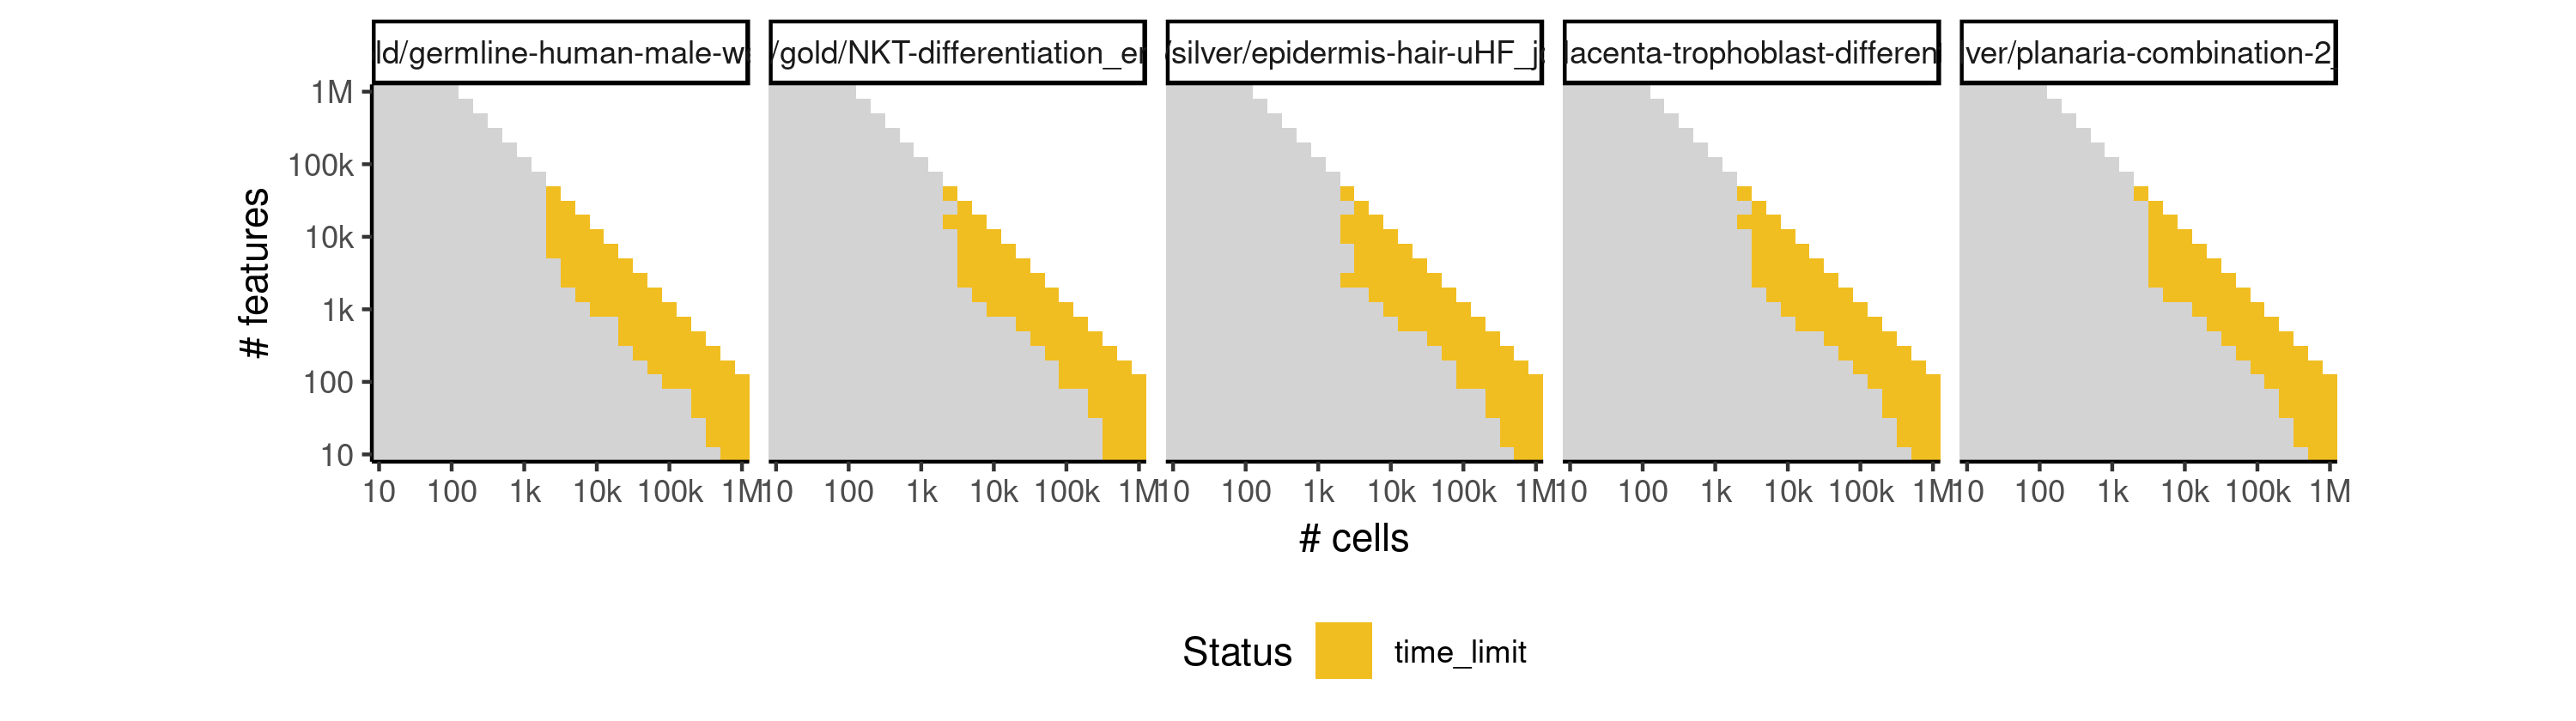 ld/germline-human-male-w
/gold/NKT-differentiation_e
/silver/epidermis-hair-uHF_j
lacenta-trophoblast-differen
ver/planaria-combination-2_
# features
1M
100k
10k
1k
100
10
10 100 1k 10k 100k 1M
10 100 1k 10k 100k 1M
10 100 1k 10k 100k 1M
10 100 1k 10k 100k 1M
10 100 1k 10k 100k 1M
# cells
Status time_limit